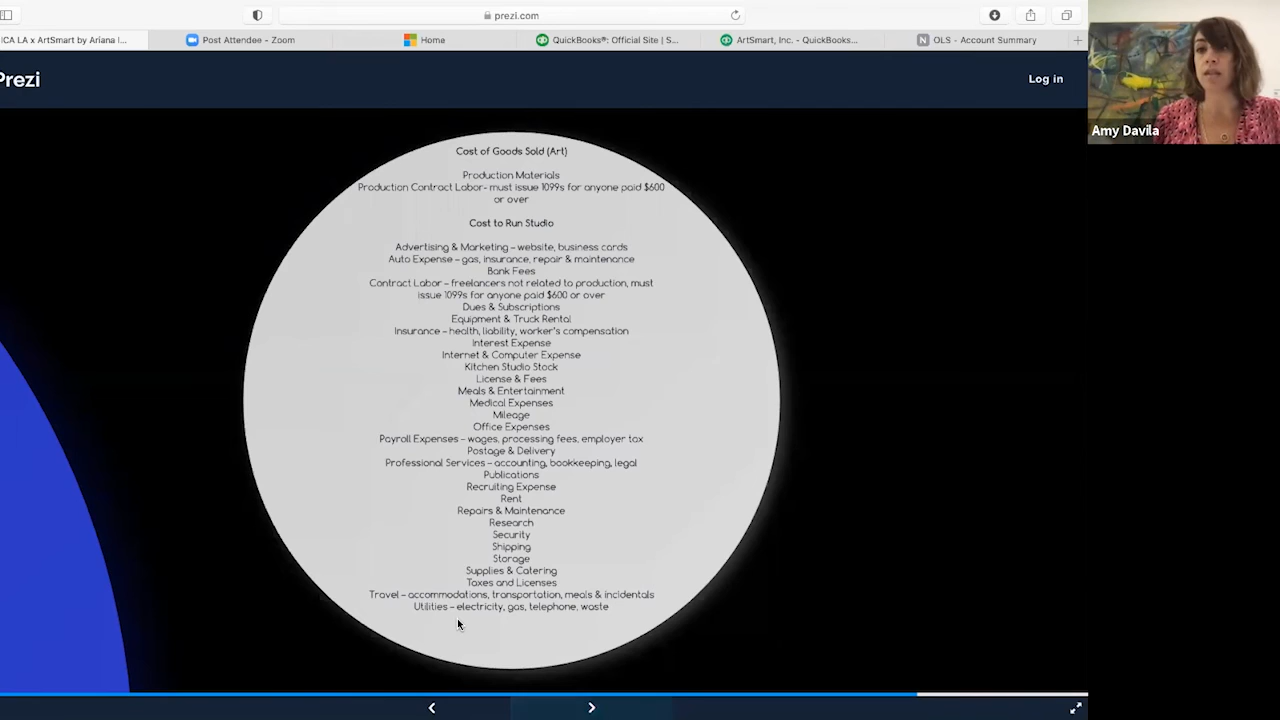 prezi.com
ICA LA x ArtSmart by Ariana I...
Post Attendee - Zoom
Home
QuickBooks®: Official Site | S...
ArtSmart, Inc. - QuickBooks...
N
OLS - Account Summary
Prezi
Log in
Amy Davila
Cost of Goods Sold (Art)
Production Materials
Production Contract Labor- must issue 1099s for anyone paid $600
or over
Cost to Run Studio
Advertising & Marketing – website, business cards
Auto Expense – gas, insurance, repair & maintenance
Bank Fees
Contract Labor – freelancers not related to production, must
issue 1099s for anyone paid $600 or over
Dues & Subscriptions
Equipment & Truck Rental
Insurance – health, liability, worker's compensation
Interest Expense
Internet & Computer Expense
Kitchen Studio Stock
License & Fees
Meals & Entertainment
Medical Expenses
Mileage
Office Expenses
Payroll Expenses – wages, processing fees, employer tax
Postage & Delivery
Professional Services – accounting, bookkeeping, legal
Publications
Recruiting Expense
Rent
Repairs & Maintenance
Research
Security
Shipping
Storage
Supplies & Catering
Taxes and Licenses
Travel – accommodations, transportation, meals & incidentals
Utilities – electricity, gas, telephone, waste